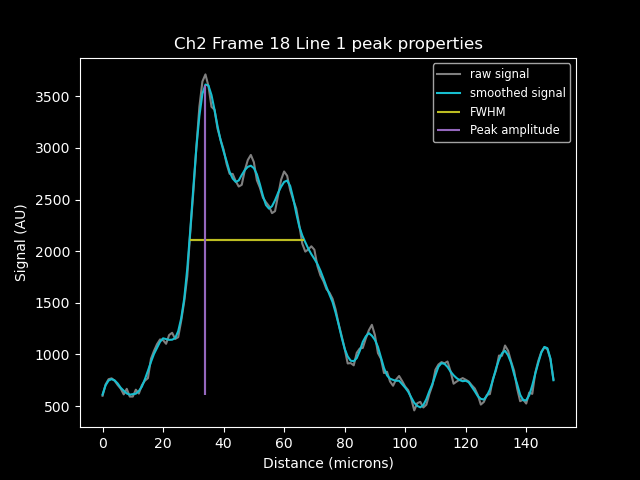 Ch2 Frame 18 Line 1 peak properties
raw signal
smoothed signal
FWHM
Peak amplitude
Signal (AU)
3500
3000
2500
2000
1500
1000
500
0 20 40 60 80 100 120 140
Distance (microns)